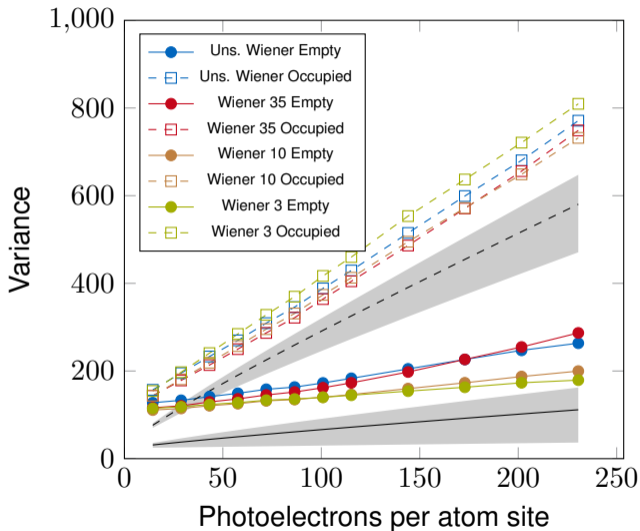 1,000
800
600
400
200
0
Variance
Uns. Wiener Empty
Uns. Wiener Occupied
Wiener 35 Empty
Wiener 35 Occupied
Wiener 10 Empty
Wiener 10 Occupied
Wiener 3 Empty
Wiener 3 Occupied
0 50 100 150 200 250
Photoelectrons per atom site